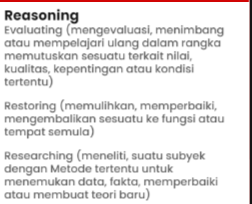 Reasoning
Evaluating (mengevaluasi, menimbang
atau mempelajari ulang dalam rangka
memutuskan sesuatu terkait nilai,
kualitas, kepentingan atau kondisi
tertentu)
Restoring (memulihkan, memperbaiki,
mengembalikan sesuatu ke fungsi atau
tempat semula)
Researching (meneliti, suatu subyek
dengan Metode tertentu untuk
menemukan data, fakta, memperbaiki
atau membuat teori baru)